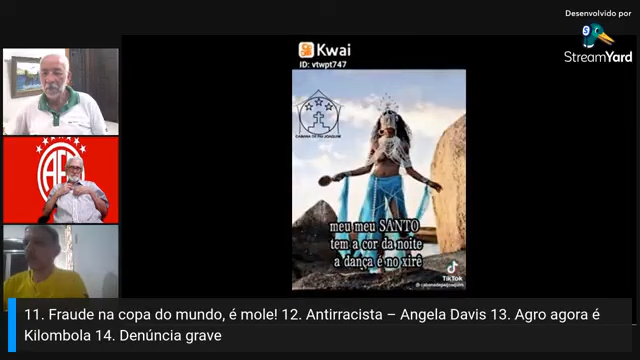 Desenvolvido por
StreamYard
Kwai
ID: vtwpt747
meu meu SANTO
tem a cor da noite
a dança é no xirê
TikTok
11. Fraude na copa do mundo, é mole! 12. Antirracista – Angela Davis 13. Agro agora é
Kilombola 14. Denúncia grave